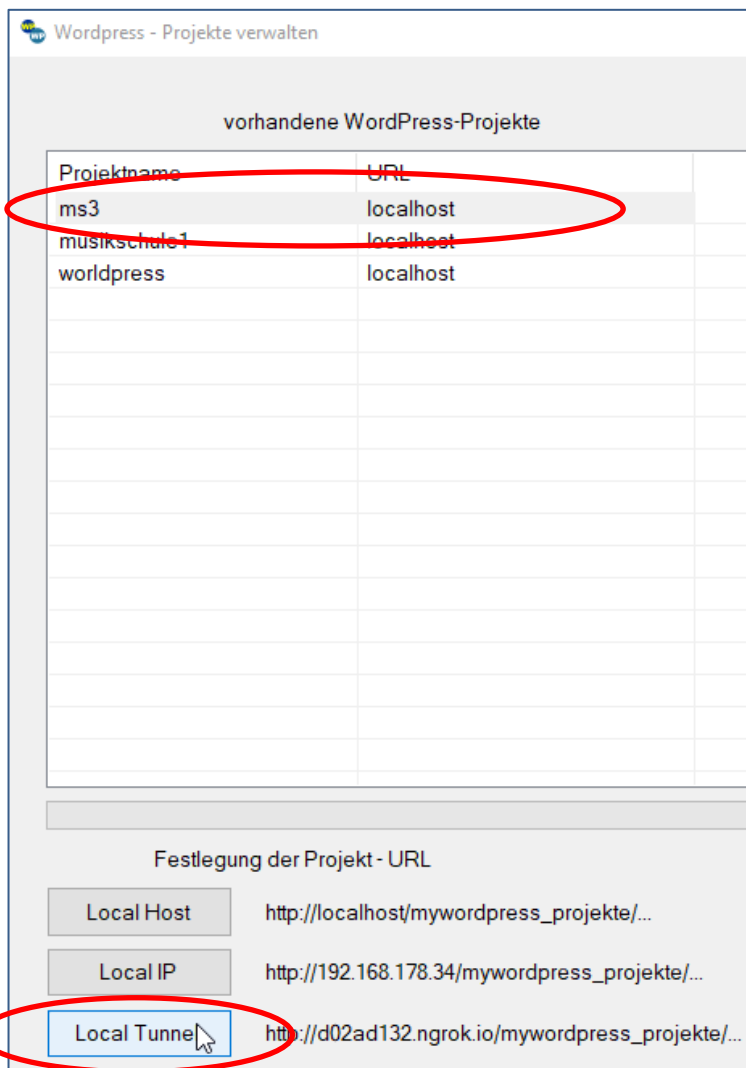 Wordpress - Projekte verwalten
vorhandene WordPress-Projekte
Projektname URL
ms3 localhost
musikschule1 localhost
worldpress localhost
Festlegung der Projekt - URL
Local Host http://localhost/mywordpress_projekte/...
Local IP http://192.168.178.34/mywordpress_projekte/...
Local Tunnel http://d02ad132.ngrok.io/mywordpress_projekte/...